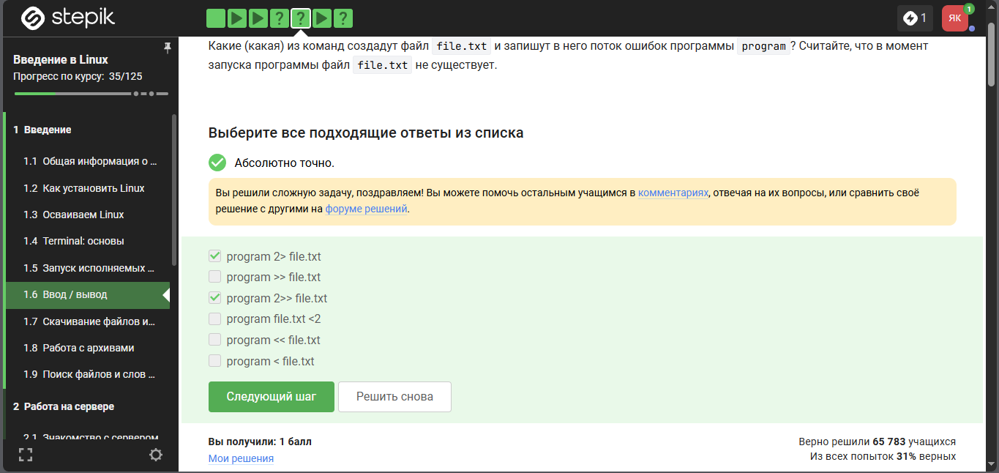 stepik
? ? ?
1
ЯК
1
Введение в Linux
Прогресс по курсу: 35/125
1 Введение
1.1 Общая информация о ...
1.2 Как установить Linux
1.3 Осваиваем Linux
1.4 Terminal: основы
1.5 Запуск исполняемых ...
1.6 Ввод / вывод
1.7 Скачивание файлов и...
1.8 Работа с архивами
1.9 Поиск файлов и слов ...
2 Работа на сервере
2.1 Знакомство с сервером
Какие (какая) из команд создадут файл file.txt и запишут в него поток ошибок программы program? Считайте, что в момент
запуска программы файл file.txt не существует.
Выберите все подходящие ответы из списка
Абсолютно точно.
Вы решили сложную задачу, поздравляем! Вы можете помочь остальным учащимся в комментариях, отвечая на их вопросы, или сравнить своё
решение с другими на форуме решений.
program 2> file.txt
program >> file.txt
program 2>> file.txt
program file.txt <2
program << file.txt
program < file.txt
Следующий шаг
Решить снова
Вы получили: 1 балл
Мои решения
Верно решили 65 783 учащихся
Из всех попыток 31% верных